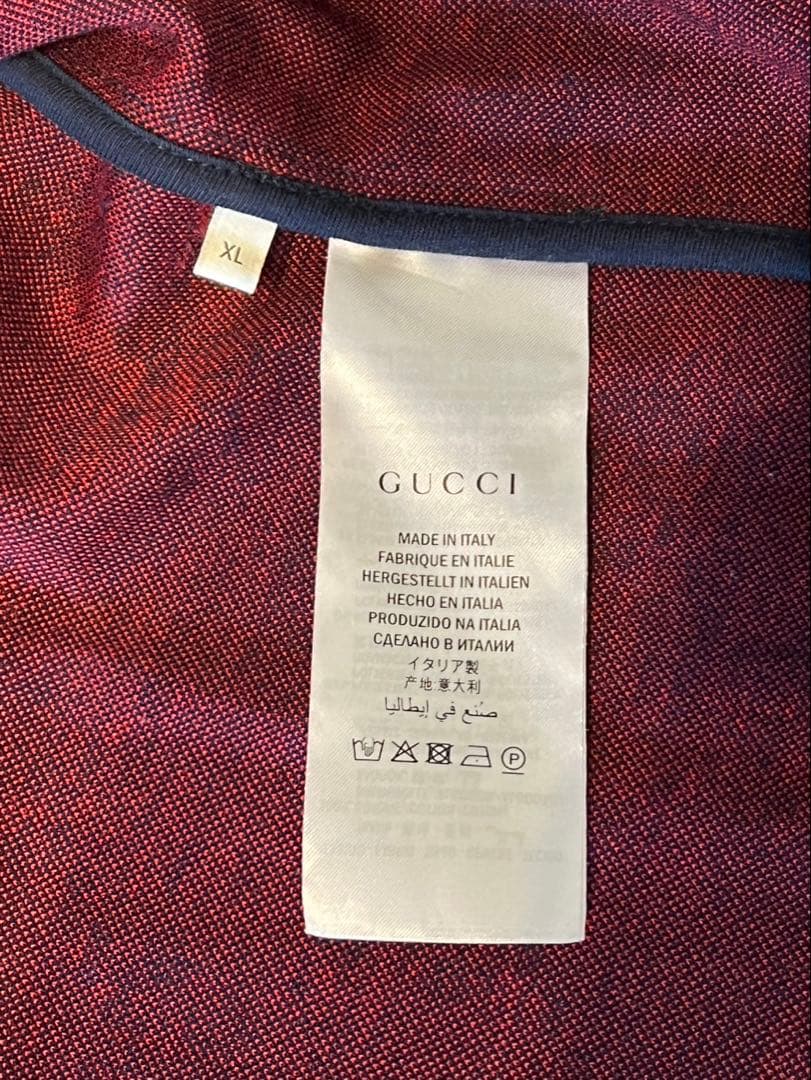 XL
GUCCI
MADE IN ITALY
FABRIQUE EN ITALIE
HERGESTELLT IN ITALIEN
HECHO EN ITALIA
PRODUZIDO NA ITALIA
СДЕЛАНО В ИТАЛИИ
イタリア製
产地:意大利
صُنع في إيطاليا
P